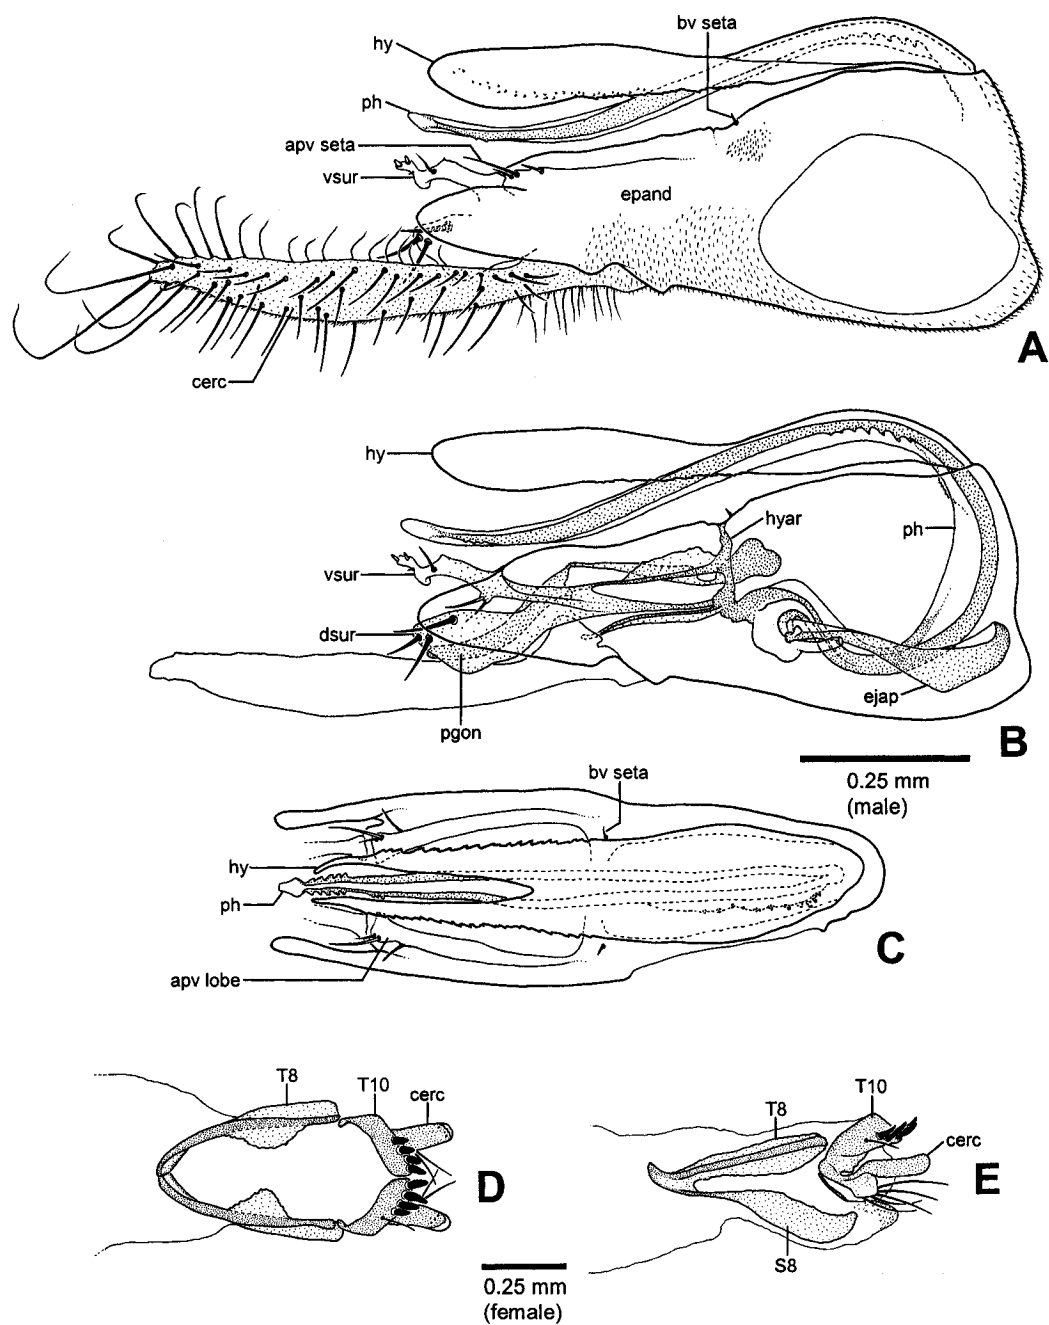 bv seta
hy
ph
apv seta
vsur
epand
A
cerc
hy
hyar
ph
vsur
dsur
ejap
pgon
B
0.25 mm
(male)
bv seta
hy
ph
C
apv lobe
T8
T10
cerc
D
T10
T8
cerc
E
S8
0.25 mm
(female)